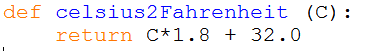 def celsius2Fahrenheit (C):
    return C*1.8 + 32.0